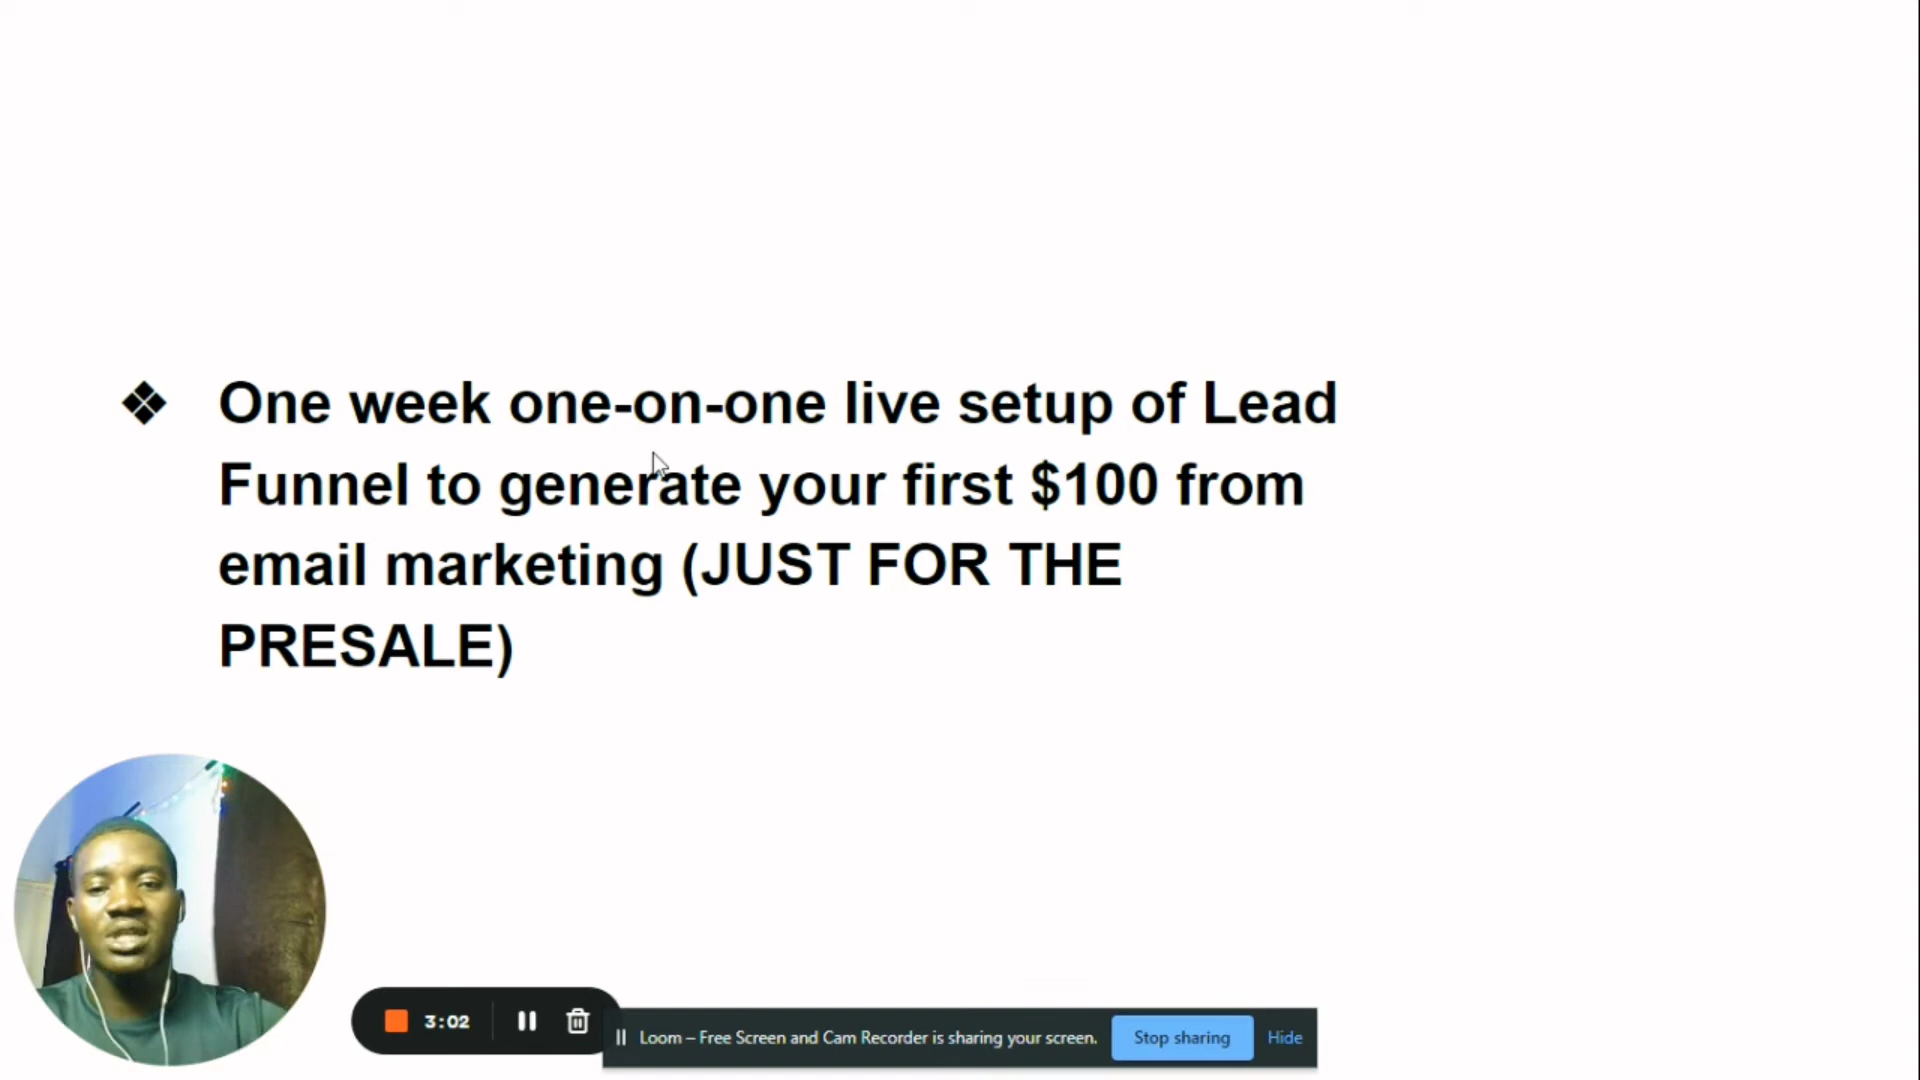 ❖ One week one-on-one live setup of Lead
Funnel to generate your first $100 from
email marketing (JUST FOR THE
PRESALE)
3:02
Loom – Free Screen and Cam Recorder is sharing your screen. Stop sharing Hide